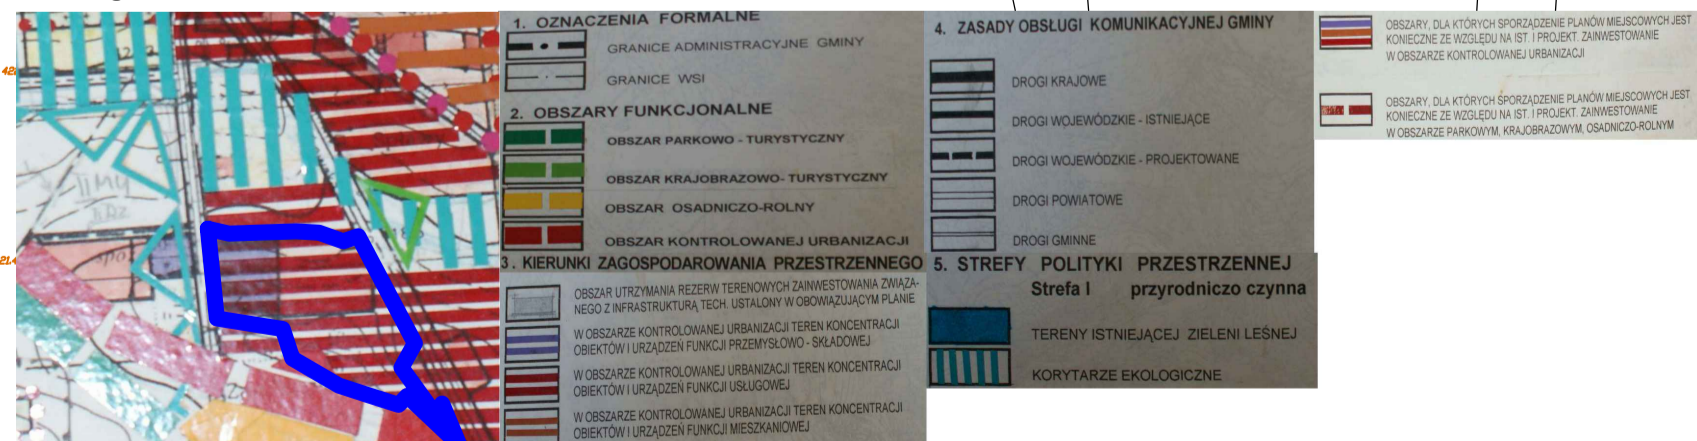 1. OZNACZENIA FORMALNE
GRANICE ADMINISTRACYJNE GMINY
GRANICE WSI
2. OBSZARY FUNKCJONALNE
OBSZAR PARKOWO - TURYSTYCZNY
OBSZAR KRAJOBRAZOWO- TURYSTYCZNY
OBSZAR OSADNICZO-ROLNY
OBSZAR KONTROLOWANEJ URBANIZACJI
3. KIERUNKI ZAGOSPODAROWANIA PRZESTRZENNEGO
OBSZAR UTRZYMANIA REZERW TERENOWYCH ZAINWESTOWANIA ZWIĄZA-
NEGO Z INFRASTRUKTURĄ TECH. USTALONY W OBOWIĄZUJĄCYM PLANIE
W OBSZARZE KONTROLOWANEJ URBANIZACJI TEREN KONCENTRACJI
OBIEKTÓW I URZĄDZEŃ FUNKCJI PRZEMYSŁOWO - SKŁADOWEJ
W OBSZARZE KONTROLOWANEJ URBANIZACJI TEREN KONCENTRACJI
OBIEKTÓW I URZĄDZEŃ FUNKCJI USŁUGOWEJ
W OBSZARZE KONTROLOWANEJ URBANIZACJI TEREN KONCENTRACJI
OBIEKTÓW I URZĄDZEŃ FUNKCJI MIESZKANIOWEJ
4. ZASADY OBSŁUGI KOMUNIKACYJNEJ GMINY
DROGI KRAJOWE
DROGI WOJEWÓDZKIE - ISTNIEJĄCE
DROGI WOJEWÓDZKIE - PROJEKTOWANE
DROGI POWIATOWE
DROGI GMINNE
5. STREFY POLITYKI PRZESTRZENNEJ
Strefa I przyrodniczo czynna
TERENY ISTNIEJĄCEJ ZIELENI LEŚNEJ
KORYTARZE EKOLOGICZNE
OBSZARY, DLA KTÓRYCH SPORZĄDZENIE PLANÓW MIEJSCOWYCH JEST
KONIECZNE ZE WZGLĘDU NA IST. I PROJEKT. ZAINWESTOWANIE
W OBSZARZE KONTROLOWANEJ URBANIZACJI
OBSZARY, DLA KTÓRYCH SPORZĄDZENIE PLANÓW MIEJSCOWYCH JEST
KONIECZNE ZE WZGLĘDU NA IST. I PROJEKT. ZAINWESTOWANIE
W OBSZARZE PARKOWYM, KRAJOBRAZOWYM, OSADNICZO-ROLNYM